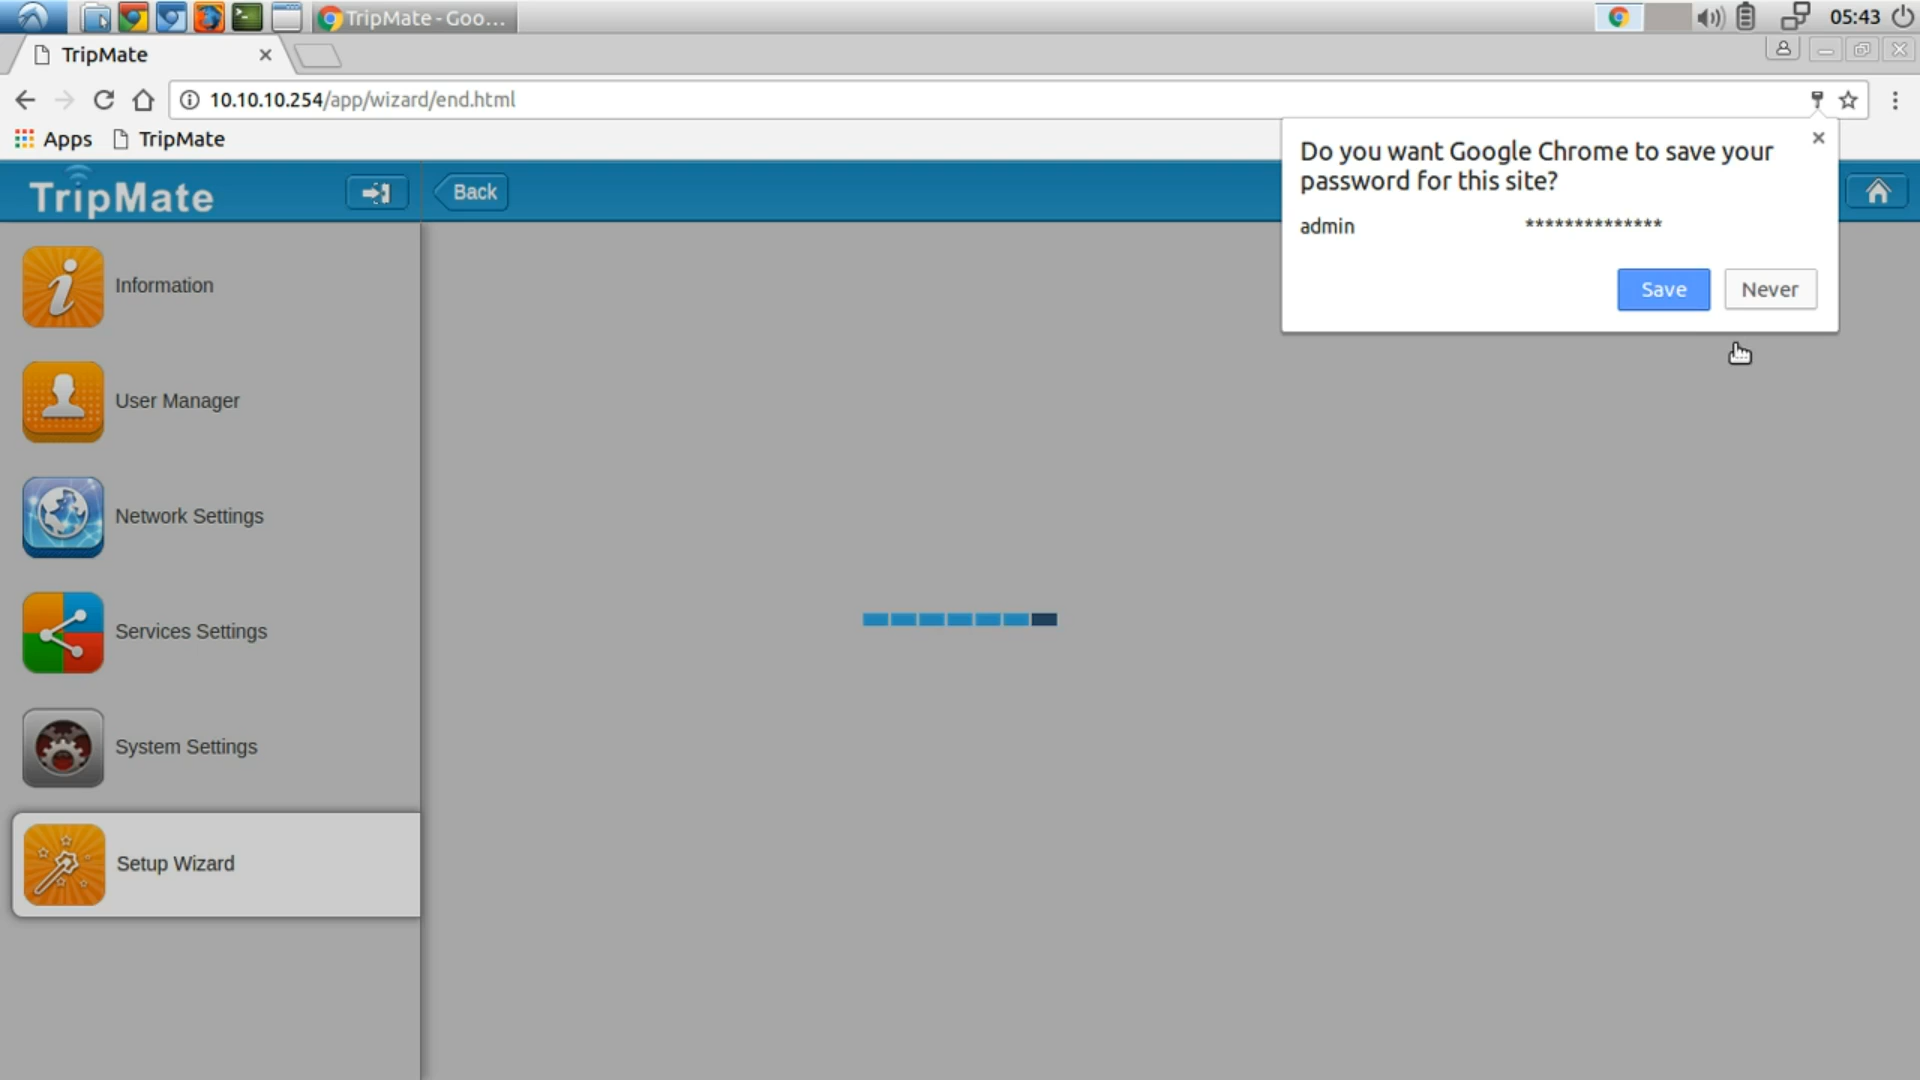 TripMate - Goo...
05:43
TripMate
10.10.10.254/app/wizard/end.html
Apps
TripMate
Do you want Google Chrome to save your
password for this site?
admin
**************
Save
Never
TripMate
Back
Information
User Manager
Network Settings
Services Settings
System Settings
Setup Wizard